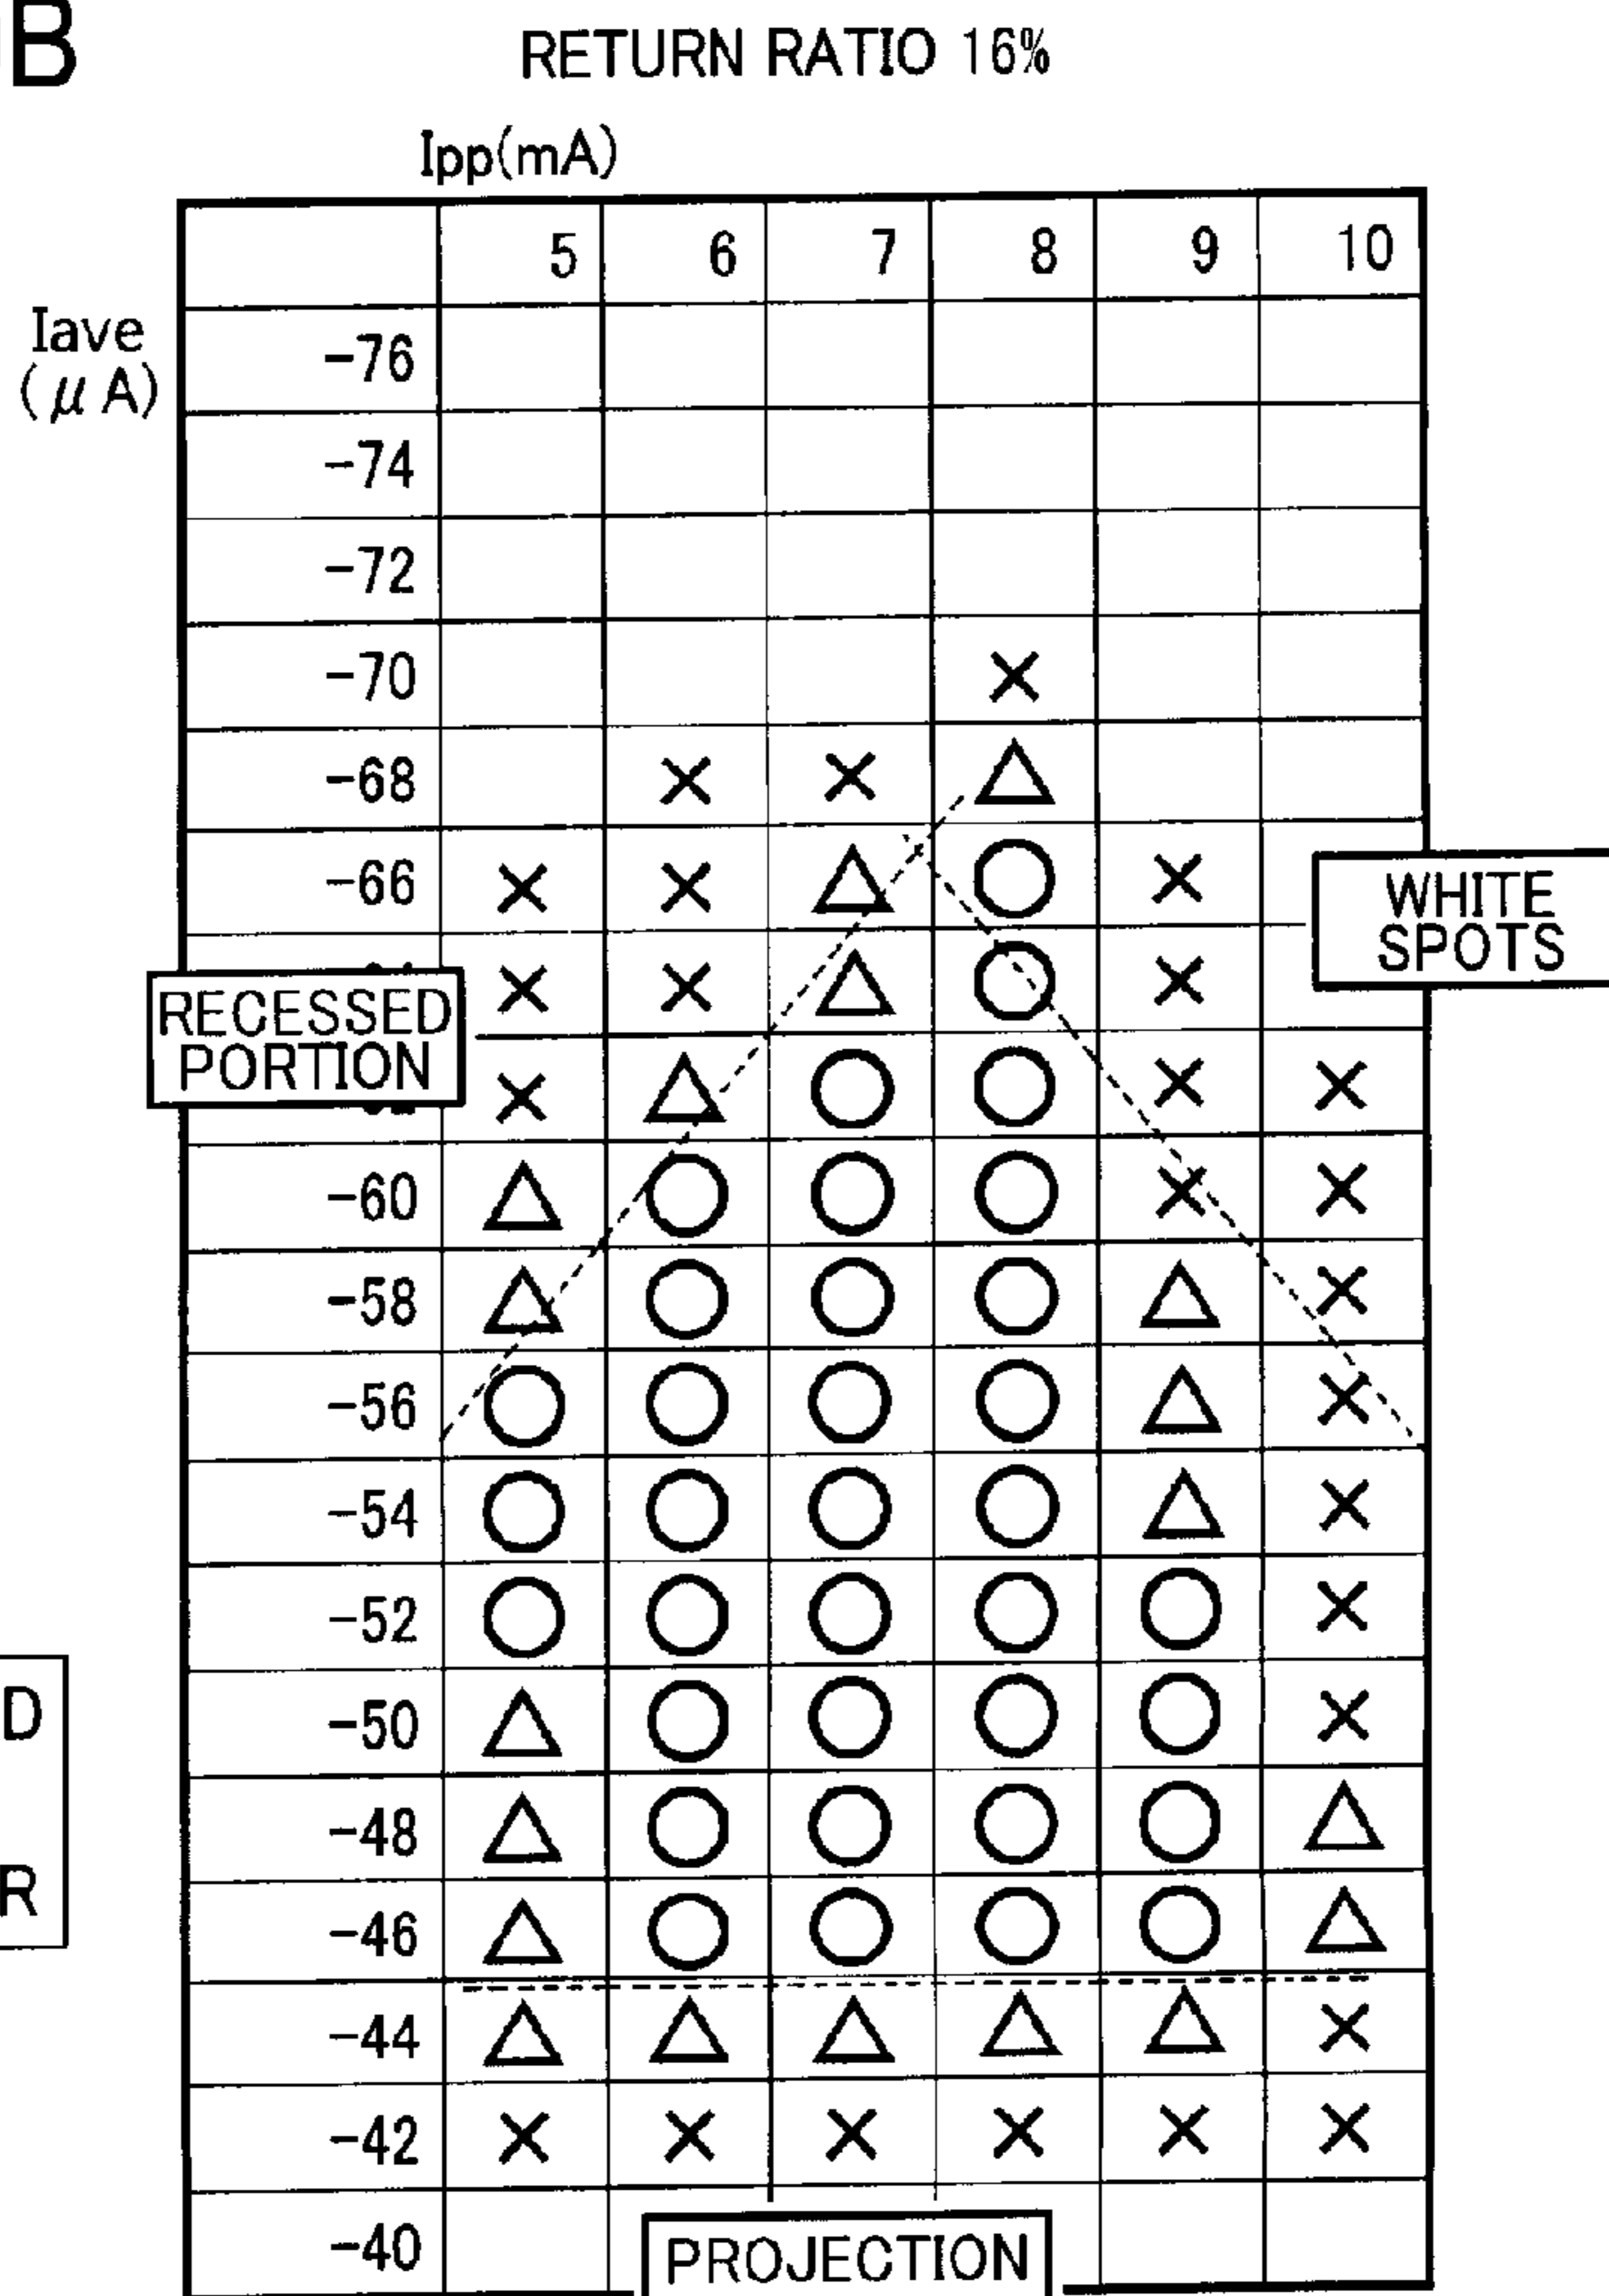 B
RETURN RATIO 16%
Ipp(mA)
5 6 7 8 9 10
Iave
(μA)
-76
-74
-72
-70 ×
-68 × × △
-66 × × △ ○ ×
WHITE
SPOTS
× × △ ○ ×
RECESSED
PORTION
× △ ○ ○ × ×
-60 △ ○ ○ ○ × ×
-58 △ ○ ○ ○ △ ×
-56 ○ ○ ○ ○ △ ×
-54 ○ ○ ○ ○ △ ×
-52 ○ ○ ○ ○ ○ ×
D
-50 △ ○ ○ ○ ○ ×
-48 △ ○ ○ ○ ○ △
R
-46 △ ○ ○ ○ ○ △
-44 △ △ △ △ △ ×
-42 × × × × × ×
-40
PROJECTION